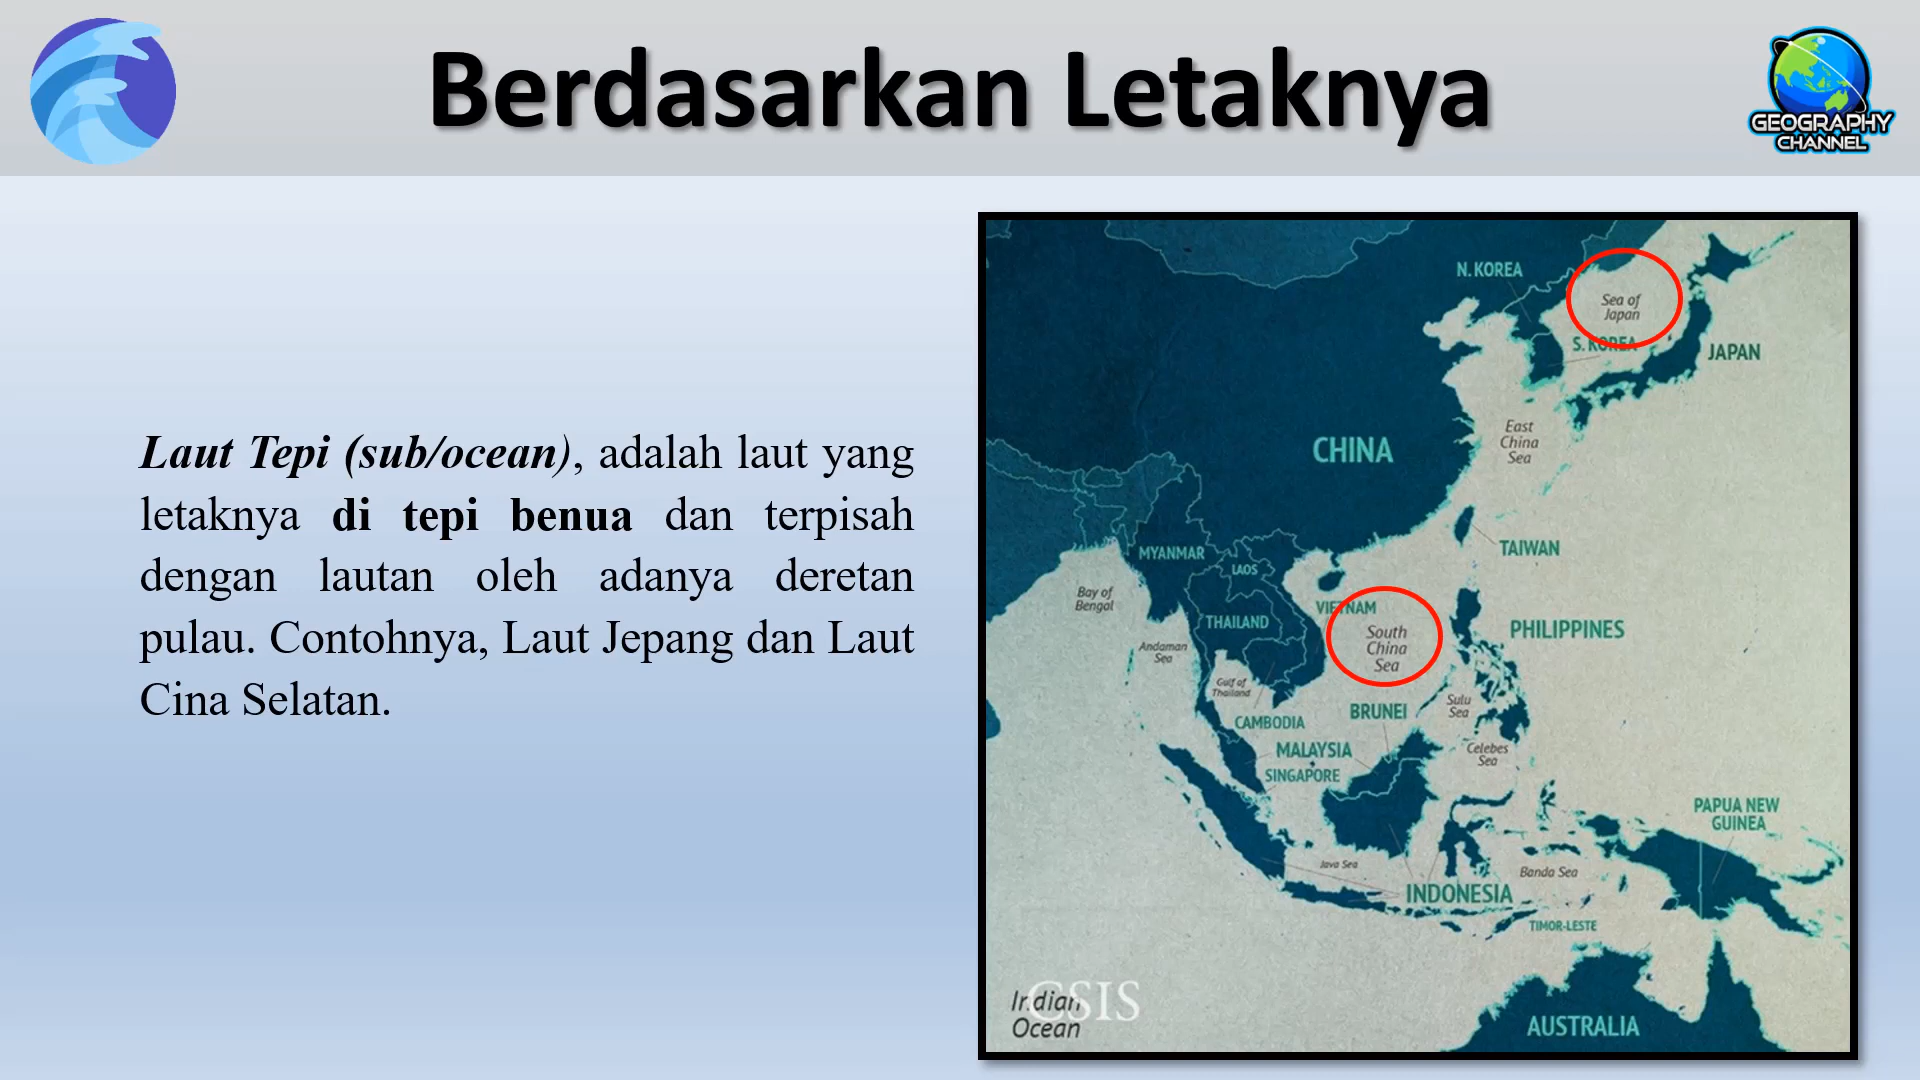 Berdasarkan Letaknya
GEOGRAPHY
CHANNEL
Laut Tepi (sub/ocean), adalah laut yang
letaknya di tepi benua dan terpisah
dengan lautan oleh adanya deretan
pulau. Contohnya, Laut Jepang dan Laut
Cina Selatan.
N. KOREA
Sea of
Japan
S. KOREA
JAPAN
East
China
Sea
CHINA
TAIWAN
MYANMAR
LAOS
Bay of
Bengal
VIETNAM
THAILAND
South
China
Sea
PHILIPPINES
Andaman
Sea
Gulf of
Thailand
Sulu
Sea
CAMBODIA
BRUNEI
MALAYSIA
Celebes
Sea
SINGAPORE
PAPUA NEW
GUINEA
Java Sea
Banda Sea
INDONESIA
TIMOR-LESTE
Indian
Ocean
CSIS
AUSTRALIA